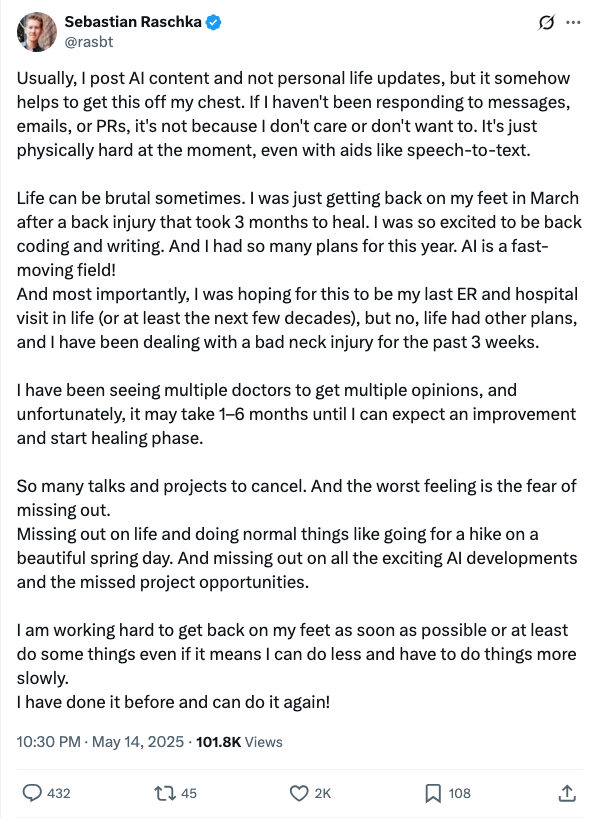 Sebastian Raschka
@rasbt
Usually, I post AI content and not personal life updates, but it somehow
helps to get this off my chest. If I haven't been responding to messages,
emails, or PRs, it's not because I don't care or don't want to. It's just
physically hard at the moment, even with aids like speech-to-text.
Life can be brutal sometimes. I was just getting back on my feet in March
after a back injury that took 3 months to heal. I was so excited to be back
coding and writing. And I had so many plans for this year. AI is a fast-
moving field!
And most importantly, I was hoping for this to be my last ER and hospital
visit in life (or at least the next few decades), but no, life had other plans,
and I have been dealing with a bad neck injury for the past 3 weeks.
I have been seeing multiple doctors to get multiple opinions, and
unfortunately, it may take 1–6 months until I can expect an improvement
and start healing phase.
So many talks and projects to cancel. And the worst feeling is the fear of
missing out.
Missing out on life and doing normal things like going for a hike on a
beautiful spring day. And missing out on all the exciting AI developments
and the missed project opportunities.
I am working hard to get back on my feet as soon as possible or at least
do some things even if it means I can do less and have to do things more
slowly.
I have done it before and can do it again!
10:30 PM · May 14, 2025 · 101.8K Views
432 45 2K 108